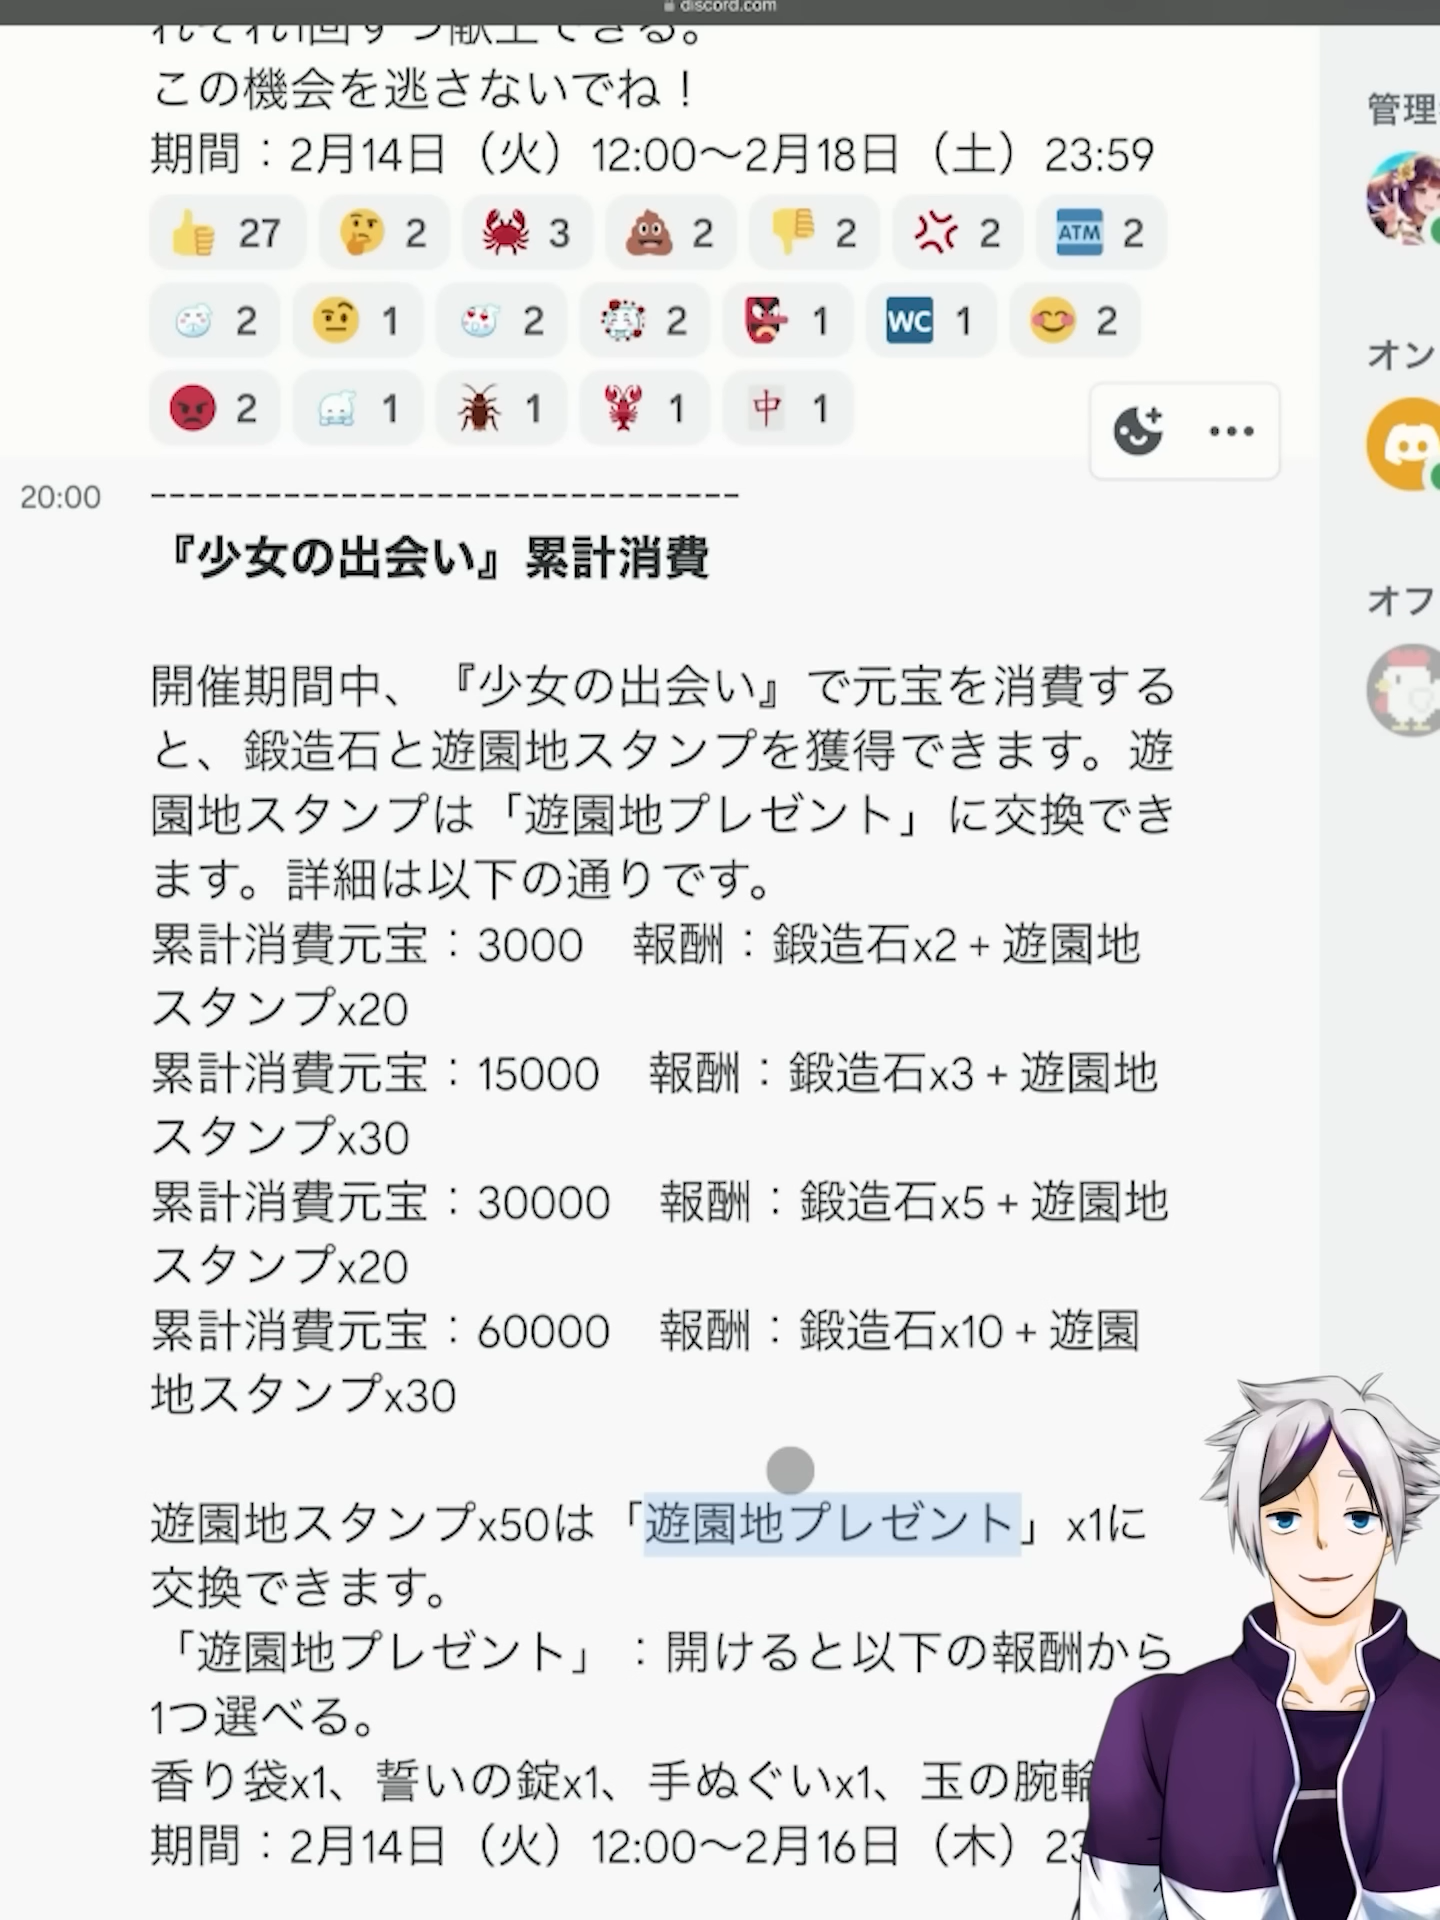 discord.com
この機会を逃さないでね！
期間：2月14日（火）12:00〜2月18日（土）23:59
27 2 3 2 2 2 ATM 2
2 1 2 2 1 WC 1 2
2 1 1 1 中 1
20:00 -------------------------------
『少女の出会い』累計消費
開催期間中、『少女の出会い』で元宝を消費する
と、鍛造石と遊園地スタンプを獲得できます。遊
園地スタンプは「遊園地プレゼント」に交換でき
ます。詳細は以下の通りです。
累計消費元宝：3000　報酬：鍛造石x2 + 遊園地
スタンプx20
累計消費元宝：15000　報酬：鍛造石x3 + 遊園地
スタンプx30
累計消費元宝：30000　報酬：鍛造石x5 + 遊園地
スタンプx20
累計消費元宝：60000　報酬：鍛造石x10 + 遊園
地スタンプx30
遊園地スタンプx50は「遊園地プレゼント」x1に
交換できます。
「遊園地プレゼント」：開けると以下の報酬から
1つ選べる。
香り袋x1、誓いの錠x1、手ぬぐいx1、玉の腕輪
期間：2月14日（火）12:00〜2月16日（木）23
管理
オン
オフ